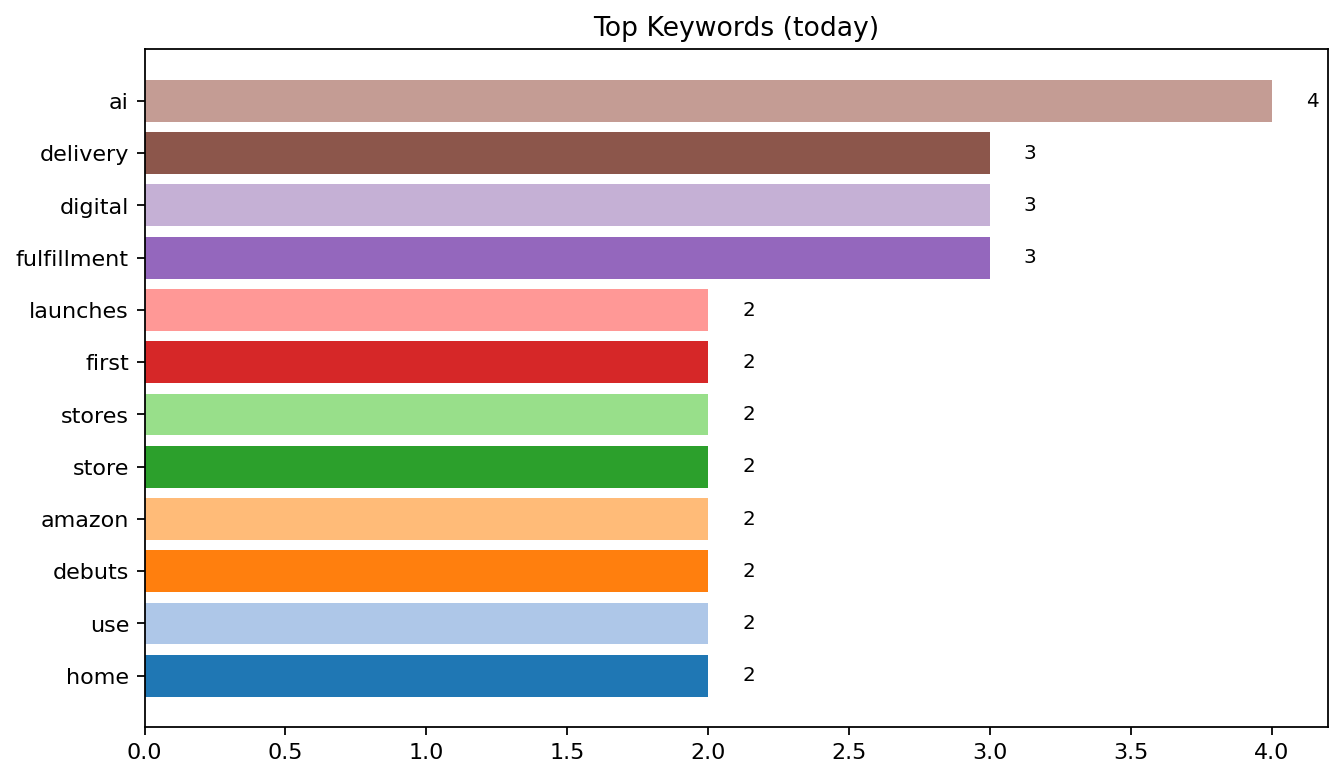 Top Keywords (today)
ai 4
delivery 3
digital 3
fulfillment 3
launches 2
first 2
stores 2
store 2
amazon 2
debuts 2
use 2
home 2
0.0 0.5 1.0 1.5 2.0 2.5 3.0 3.5 4.0